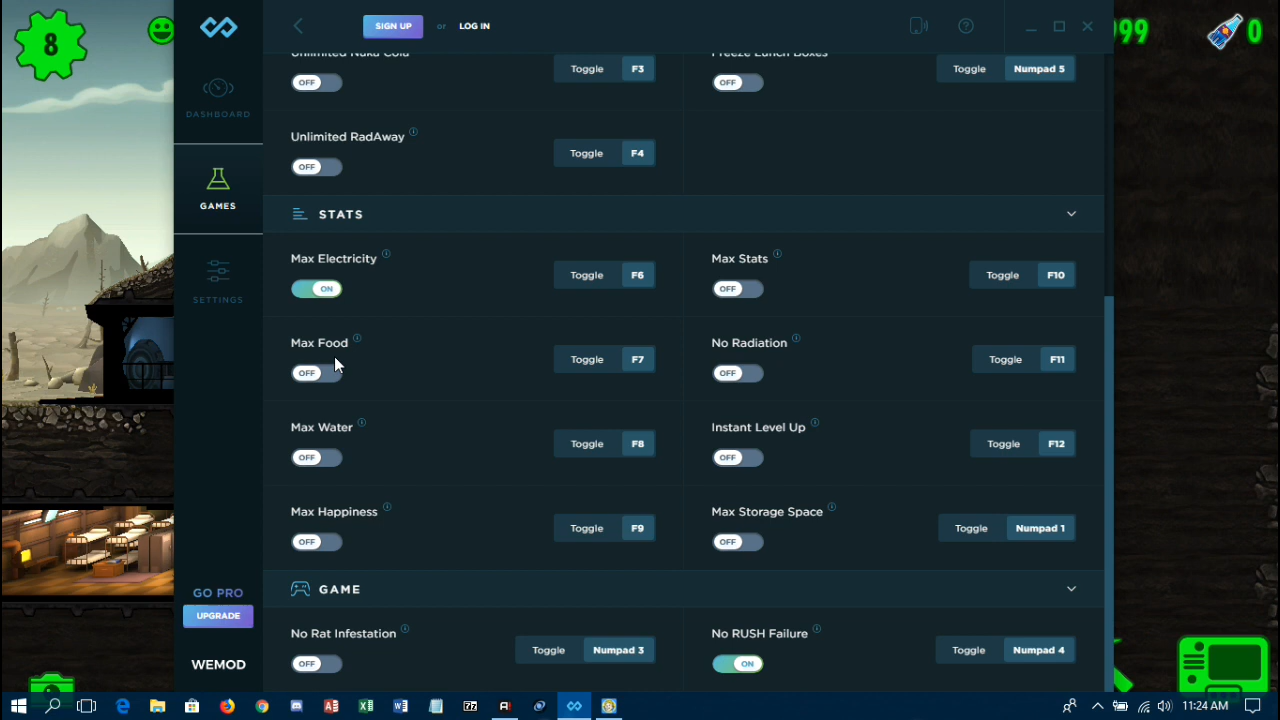 8
SIGN UP or LOG IN
999
0
DASHBOARD
GAMES
SETTINGS
GO PRO
UPGRADE
WEMOD
Unlimited Nuka Cola
OFF
Toggle F3
Freeze Lunch Boxes
OFF
Toggle Numpad 5
Unlimited RadAway
OFF
Toggle F4
STATS
Max Electricity
ON
Toggle F6
Max Stats
OFF
Toggle F10
Max Food
OFF
Toggle F7
No Radiation
OFF
Toggle F11
Max Water
OFF
Toggle F8
Instant Level Up
OFF
Toggle F12
Max Happiness
OFF
Toggle F9
Max Storage Space
OFF
Toggle Numpad 1
GAME
No Rat Infestation
OFF
Toggle Numpad 3
No RUSH Failure
ON
Toggle Numpad 4
11:24 AM